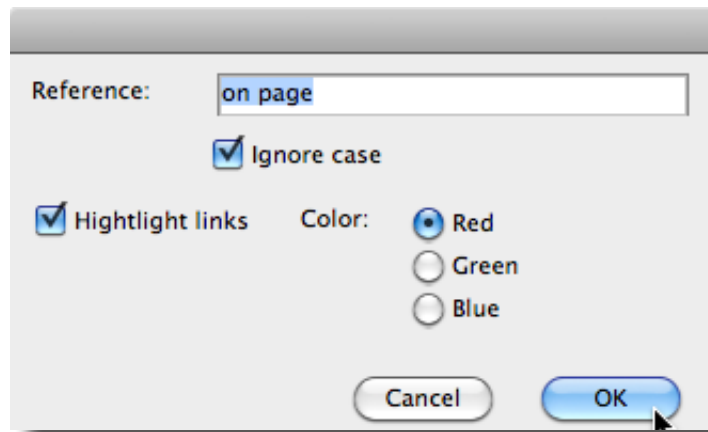 Reference: on page
Ignore case
Hightlight links Color: Red
Green
Blue
Cancel OK